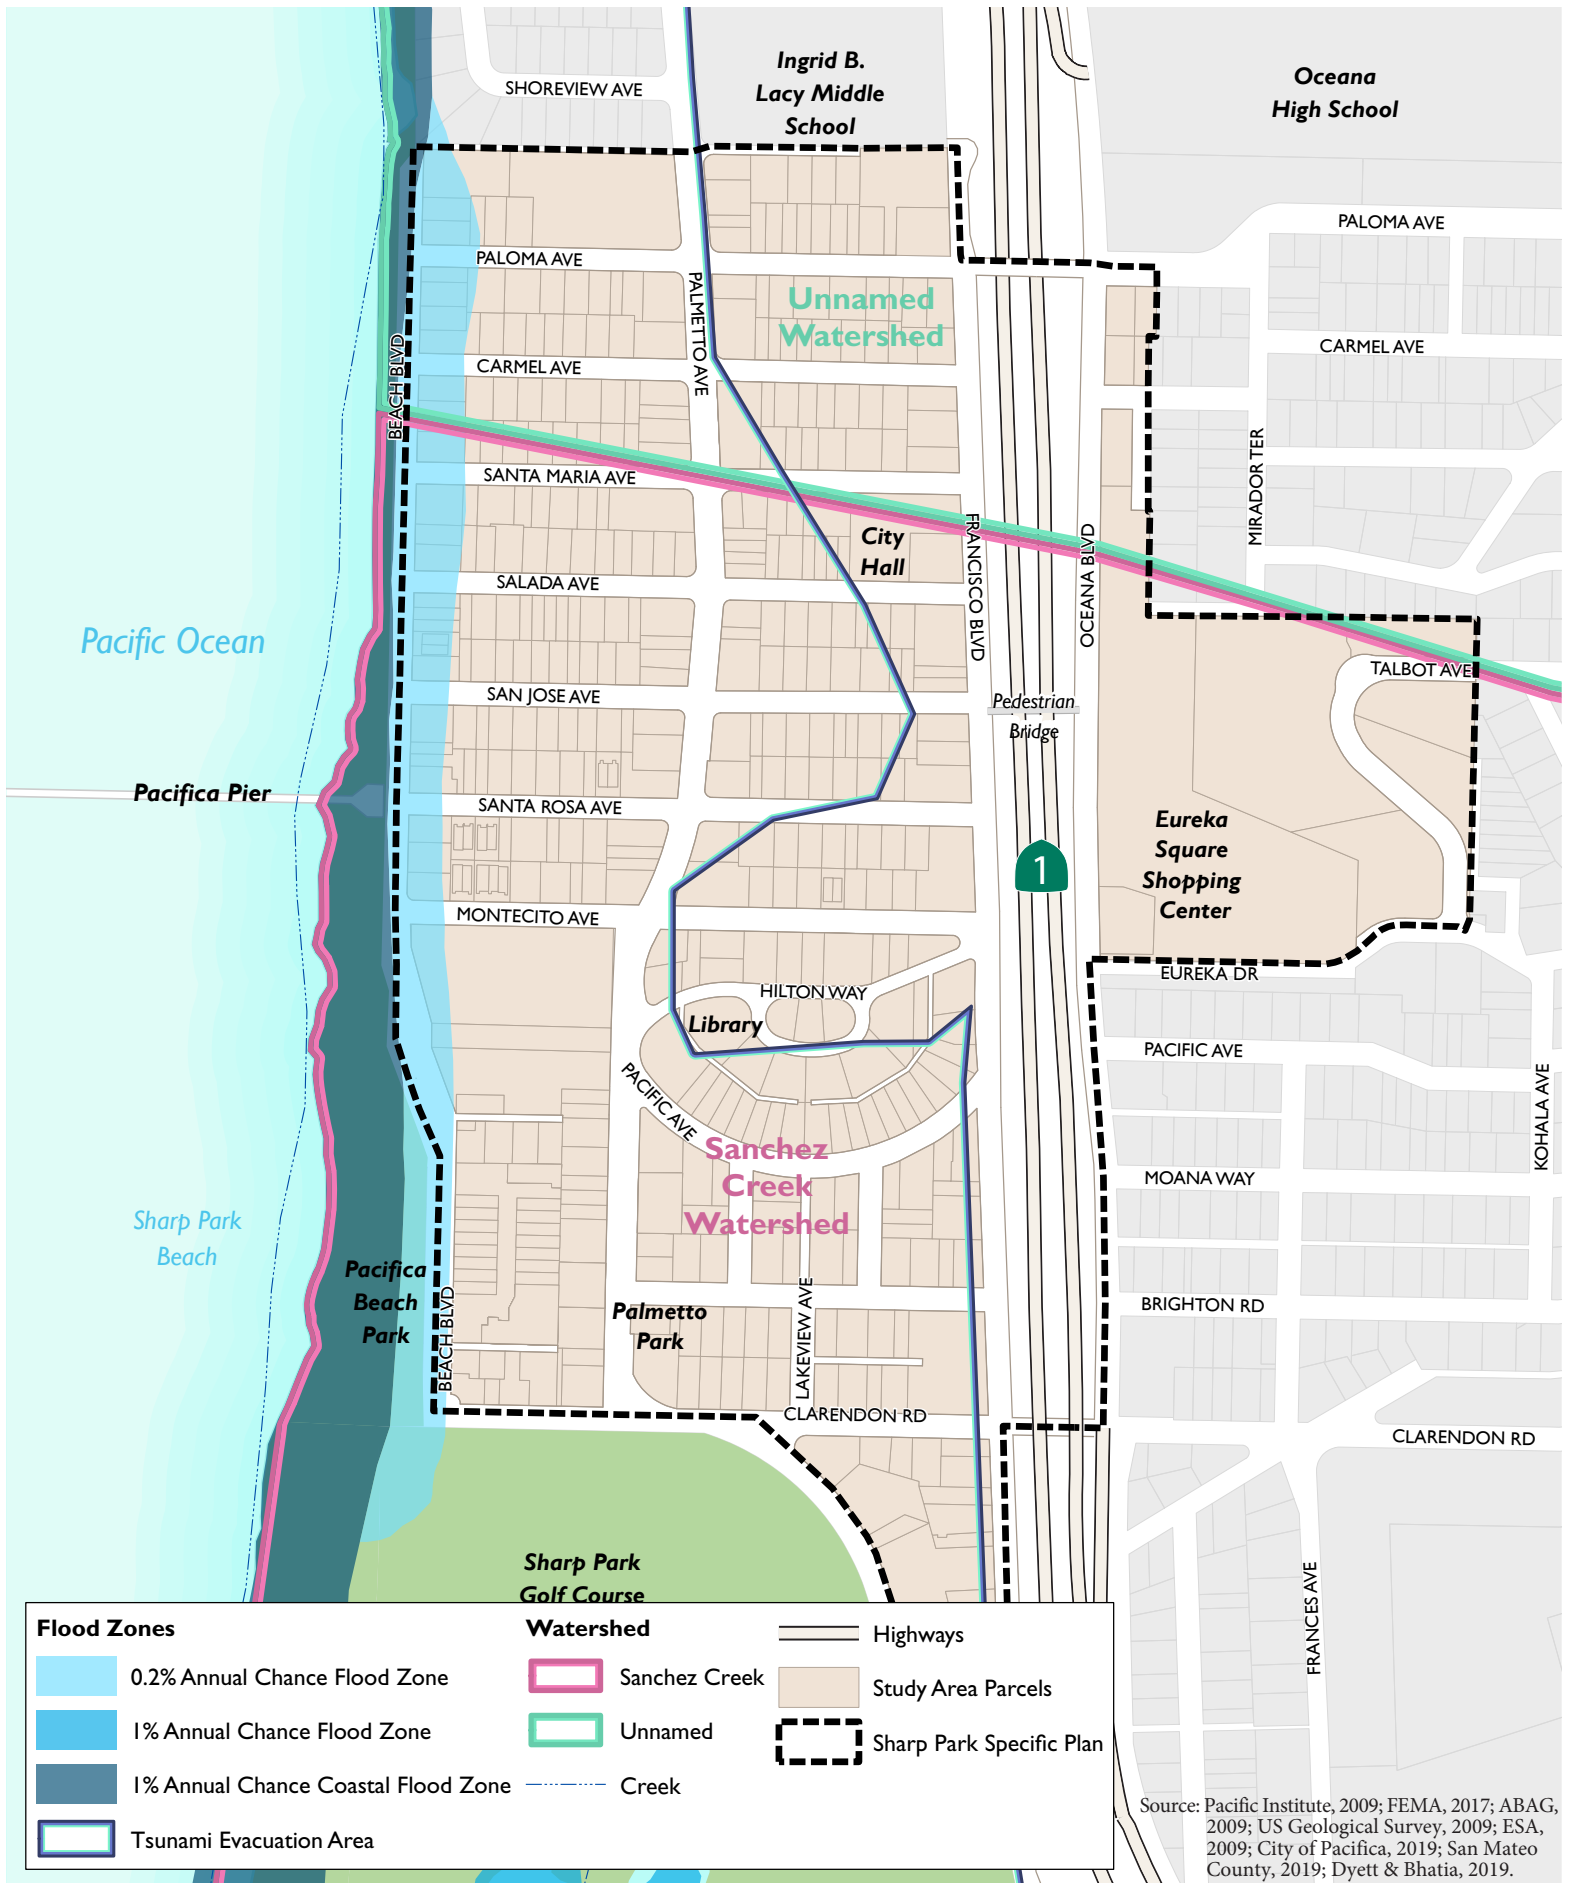 Ingrid B.
Lacy Middle
School
Oceana
High School
SHOREVIEW AVE
PALOMA AVE
PALOMA AVE
PALMETTO AVE
Unnamed
Watershed
BEACH BLVD
CARMEL AVE
CARMEL AVE
SANTA MARIA AVE
MIRADOR TER
City
Hall
FRANCISCO BLVD
OCEANA BLVD
SALADA AVE
Pacific Ocean
TALBOT AVE
SAN JOSE AVE
Pedestrian
Bridge
Pacifica Pier
SANTA ROSA AVE
Eureka
Square
Shopping
Center
1
MONTECITO AVE
EUREKA DR
HILTON WAY
Library
PACIFIC AVE
PACIFIC AVE
KOHALA AVE
Sanchez
Creek
Watershed
MOANA WAY
Sharp Park
Beach
Pacifica
Beach
Park
BEACH BLVD
Palmetto
Park
LAKEVIEW AVE
BRIGHTON RD
CLARENDON RD
CLARENDON RD
Sharp Park
Golf Course
FRANCES AVE
Flood Zones
0.2% Annual Chance Flood Zone
1% Annual Chance Flood Zone
1% Annual Chance Coastal Flood Zone
Tsunami Evacuation Area
Watershed
Sanchez Creek
Unnamed
Creek
Highways
Study Area Parcels
Sharp Park Specific Plan
Source: Pacific Institute, 2009; FEMA, 2017; ABAG,
2009; US Geological Survey, 2009; ESA,
2009; City of Pacifica, 2019; San Mateo
County, 2019; Dyett & Bhatia, 2019.